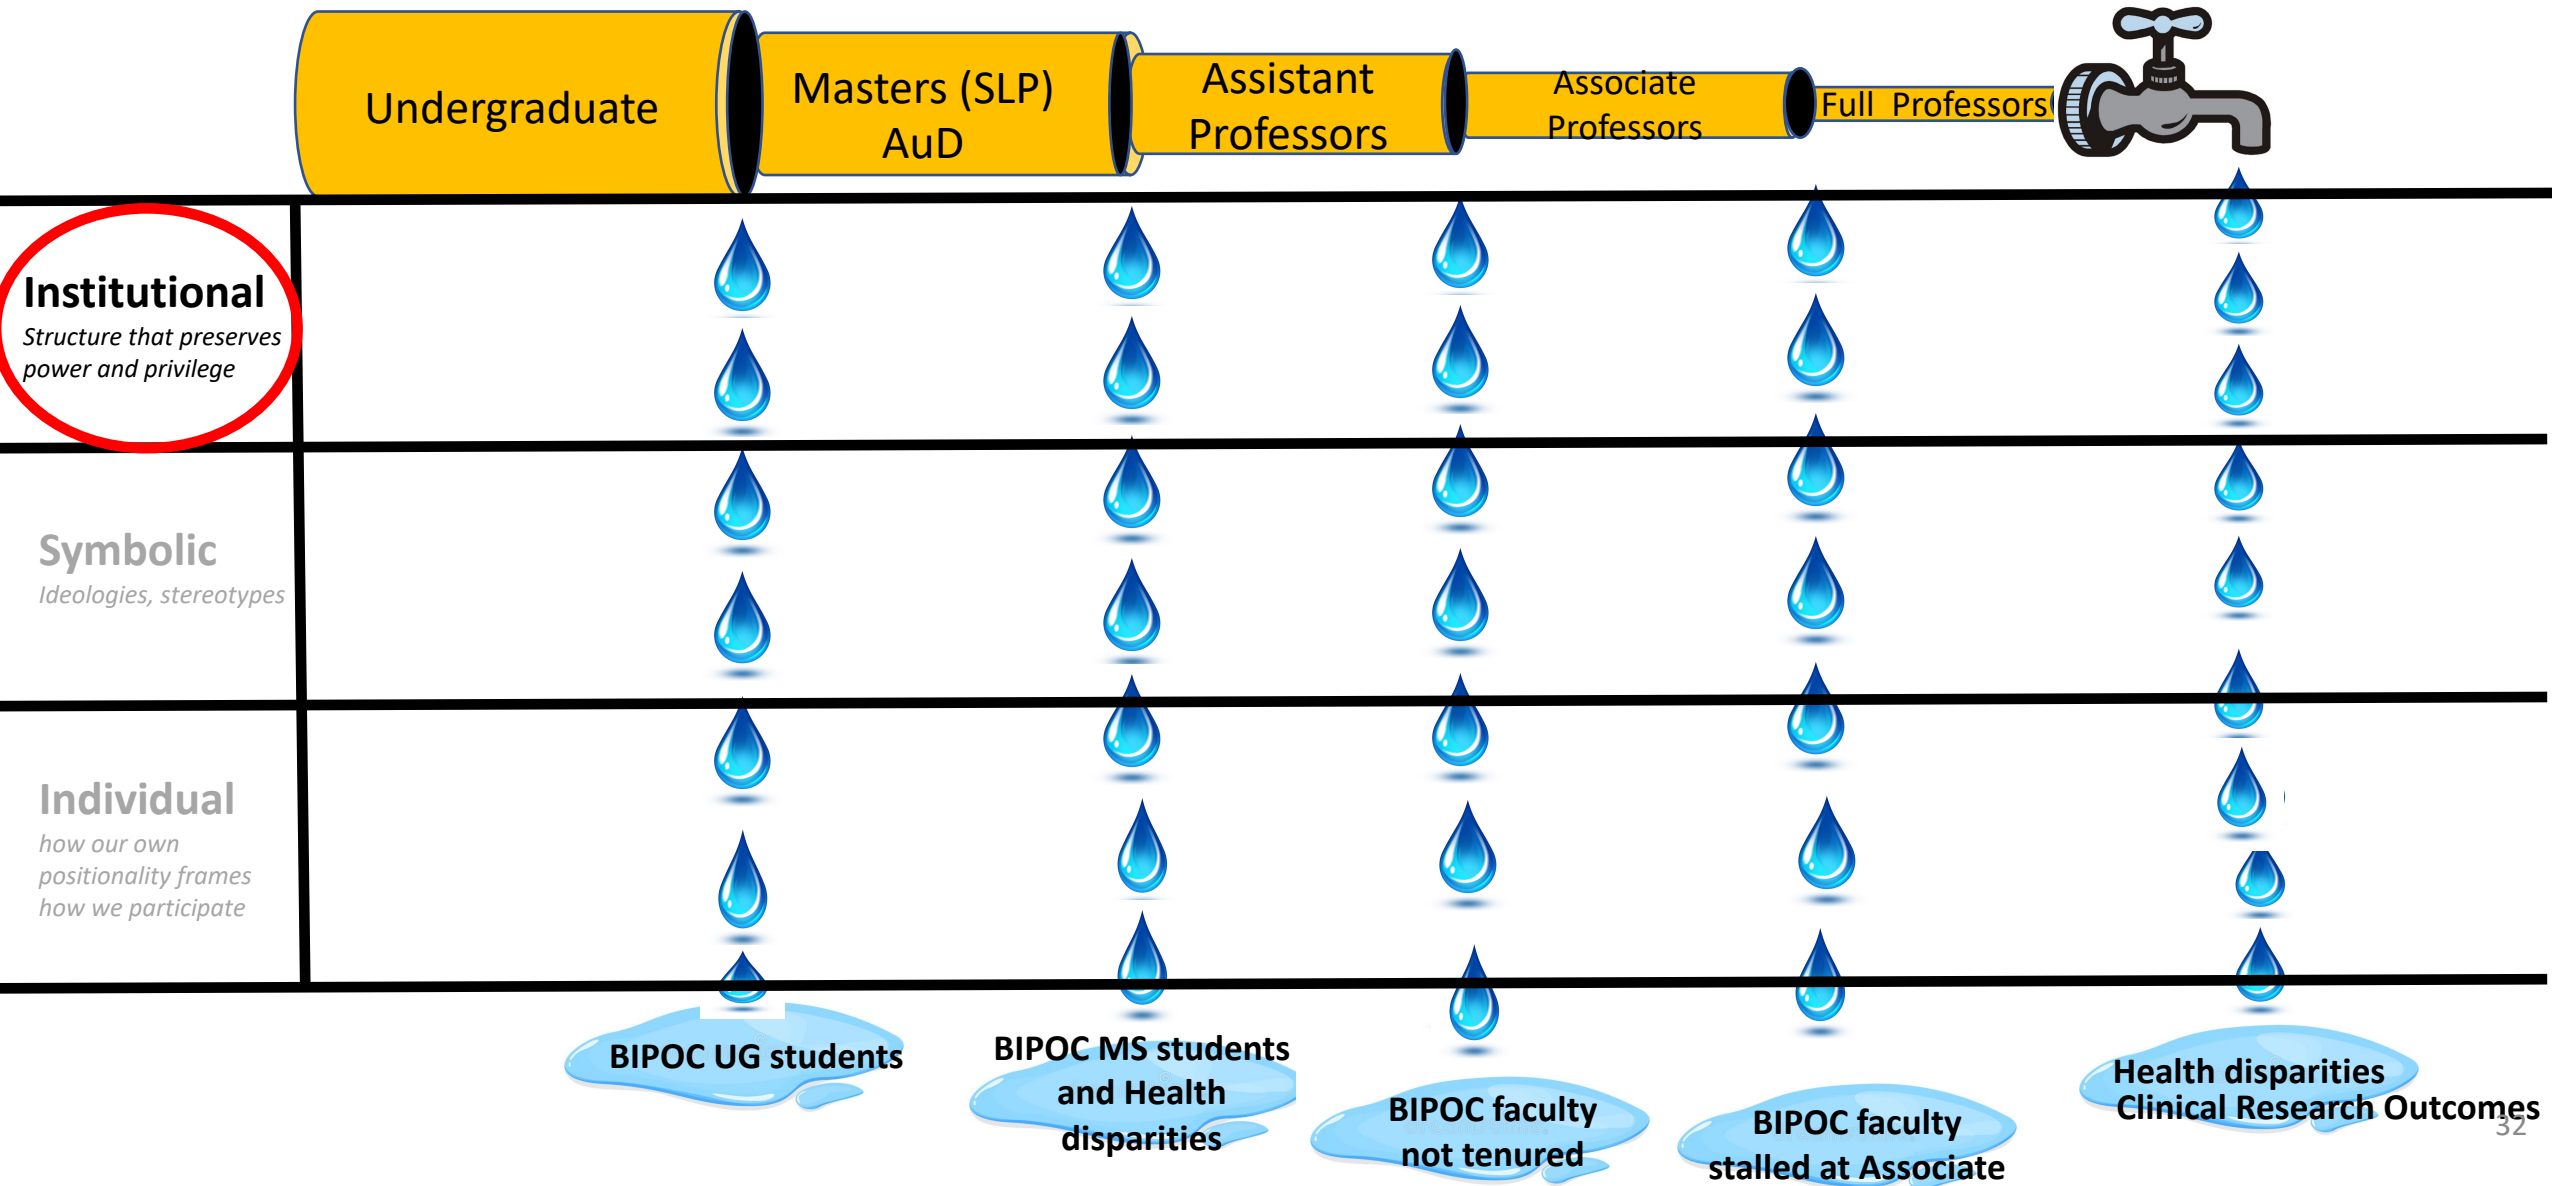 Undergraduate
Masters (SLP)
AuD
Assistant
Professors
Associate
Professors
Full Professors
Institutional
Structure that preserves
power and privilege
Symbolic
Ideologies, stereotypes
Individual
how our own
positionality frames
how we participate
BIPOC UG students
BIPOC MS students
and Health
disparities
BIPOC faculty
not tenured
BIPOC faculty
stalled at Associate
Health disparities
Clinical Research Outcomes
32